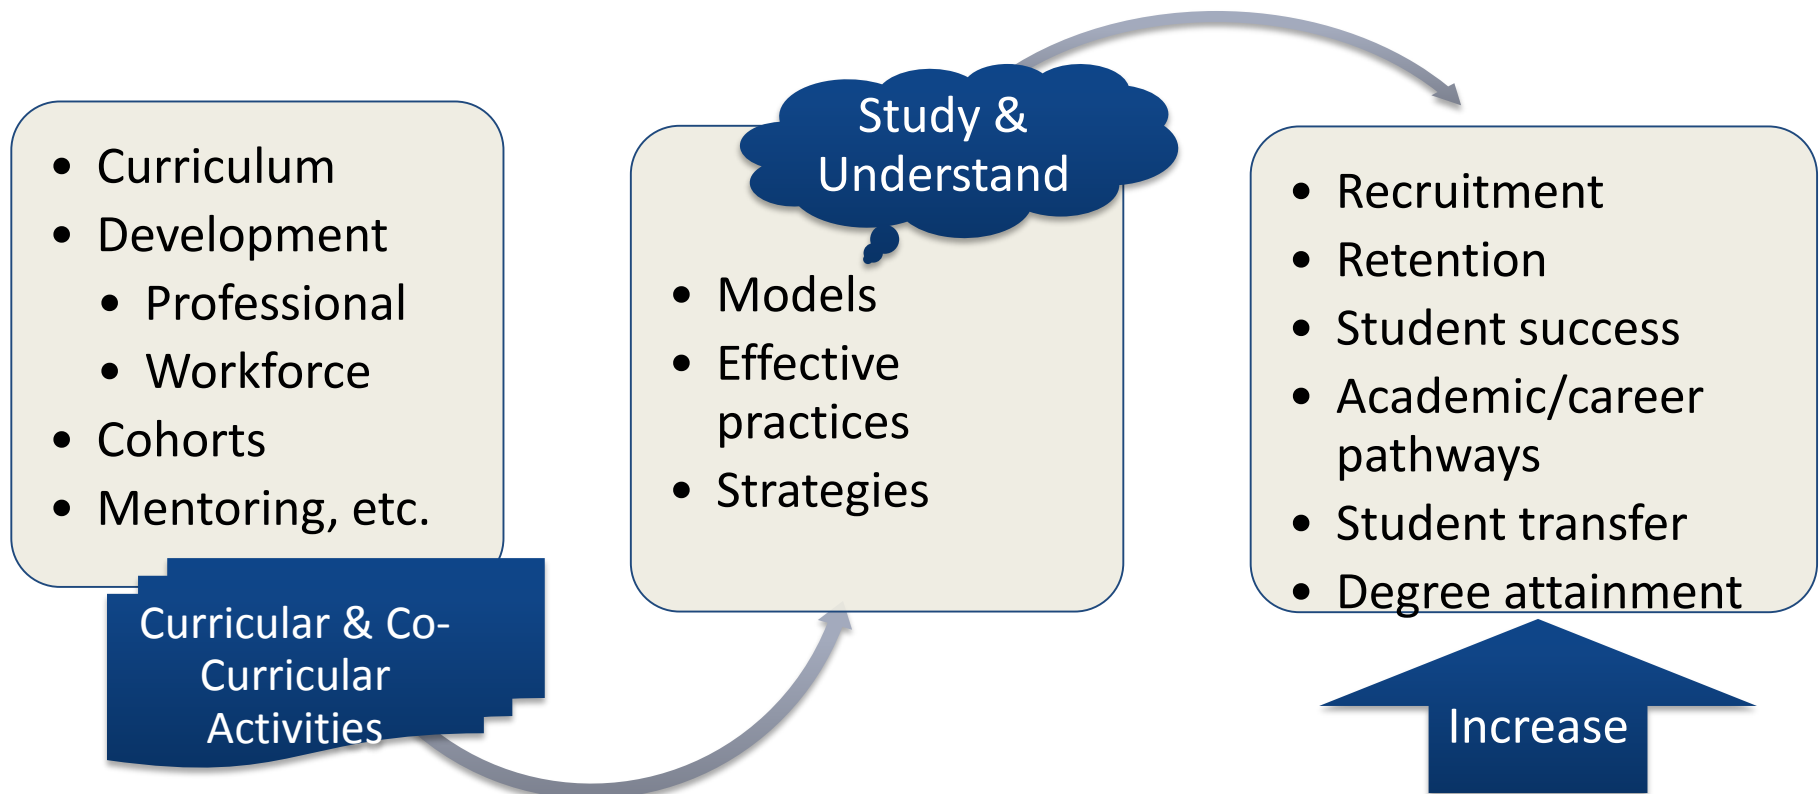 • Curriculum
• Development
• Professional
• Workforce
• Cohorts
• Mentoring, etc.
Curricular & Co-
Curricular
Activities
Study &
Understand
• Models
• Effective
practices
• Strategies
• Recruitment
• Retention
• Student success
• Academic/career
pathways
• Student transfer
• Degree attainment
Increase